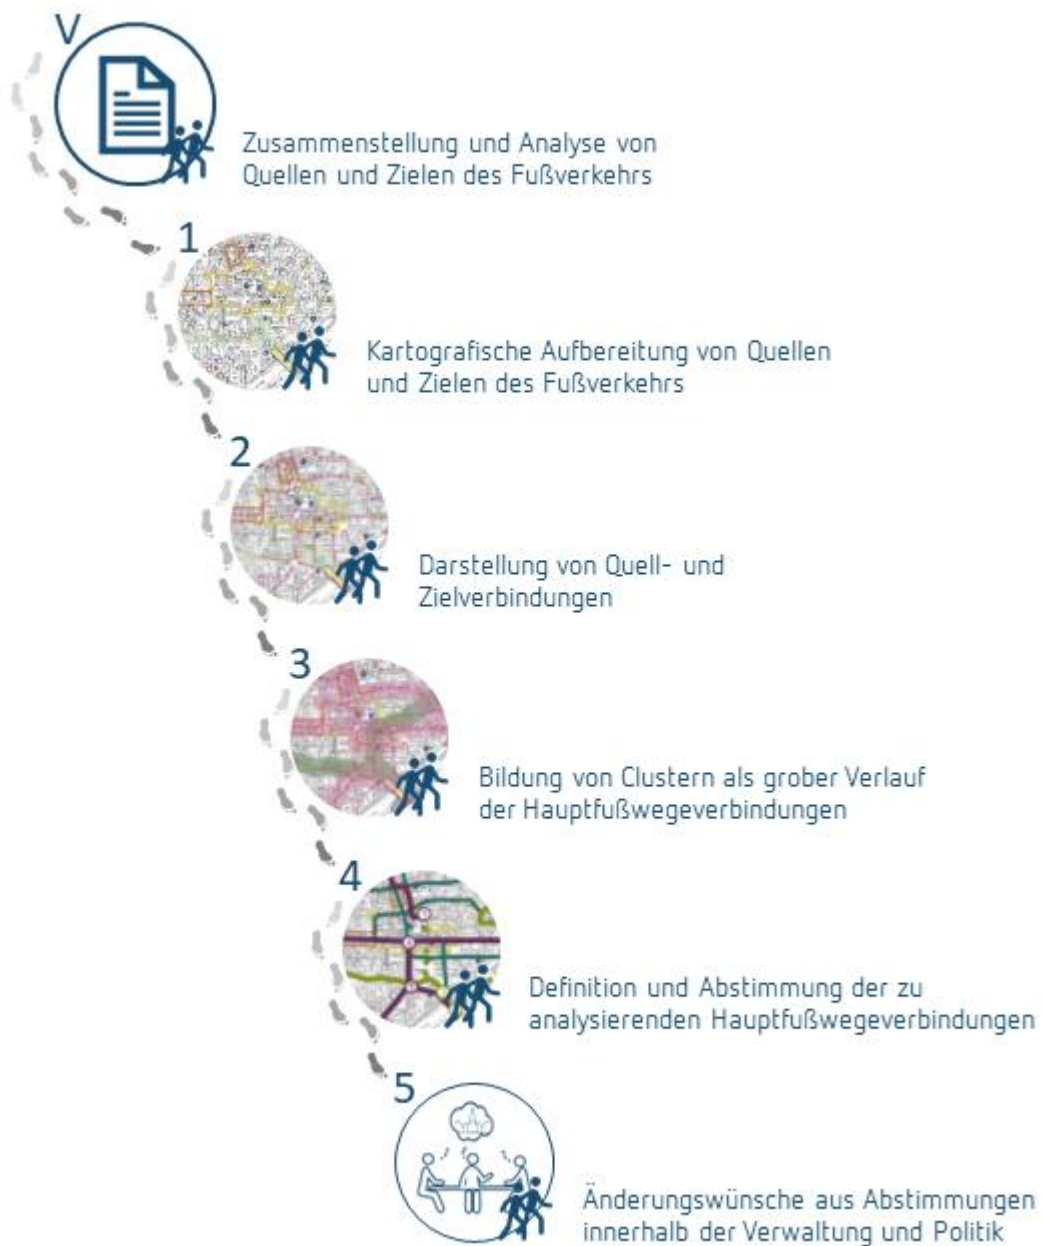 V
Zusammenstellung und Analyse von
Quellen und Zielen des Fußverkehrs
1
Kartografische Aufbereitung von Quellen
und Zielen des Fußverkehrs
2
Darstellung von Quell- und
Zielverbindungen
3
Bildung von Clustern als grober Verlauf
der Hauptfußwegeverbindungen
4
Definition und Abstimmung der zu
analysierenden Hauptfußwegeverbindungen
5
Änderungswünsche aus Abstimmungen
innerhalb der Verwaltung und Politik